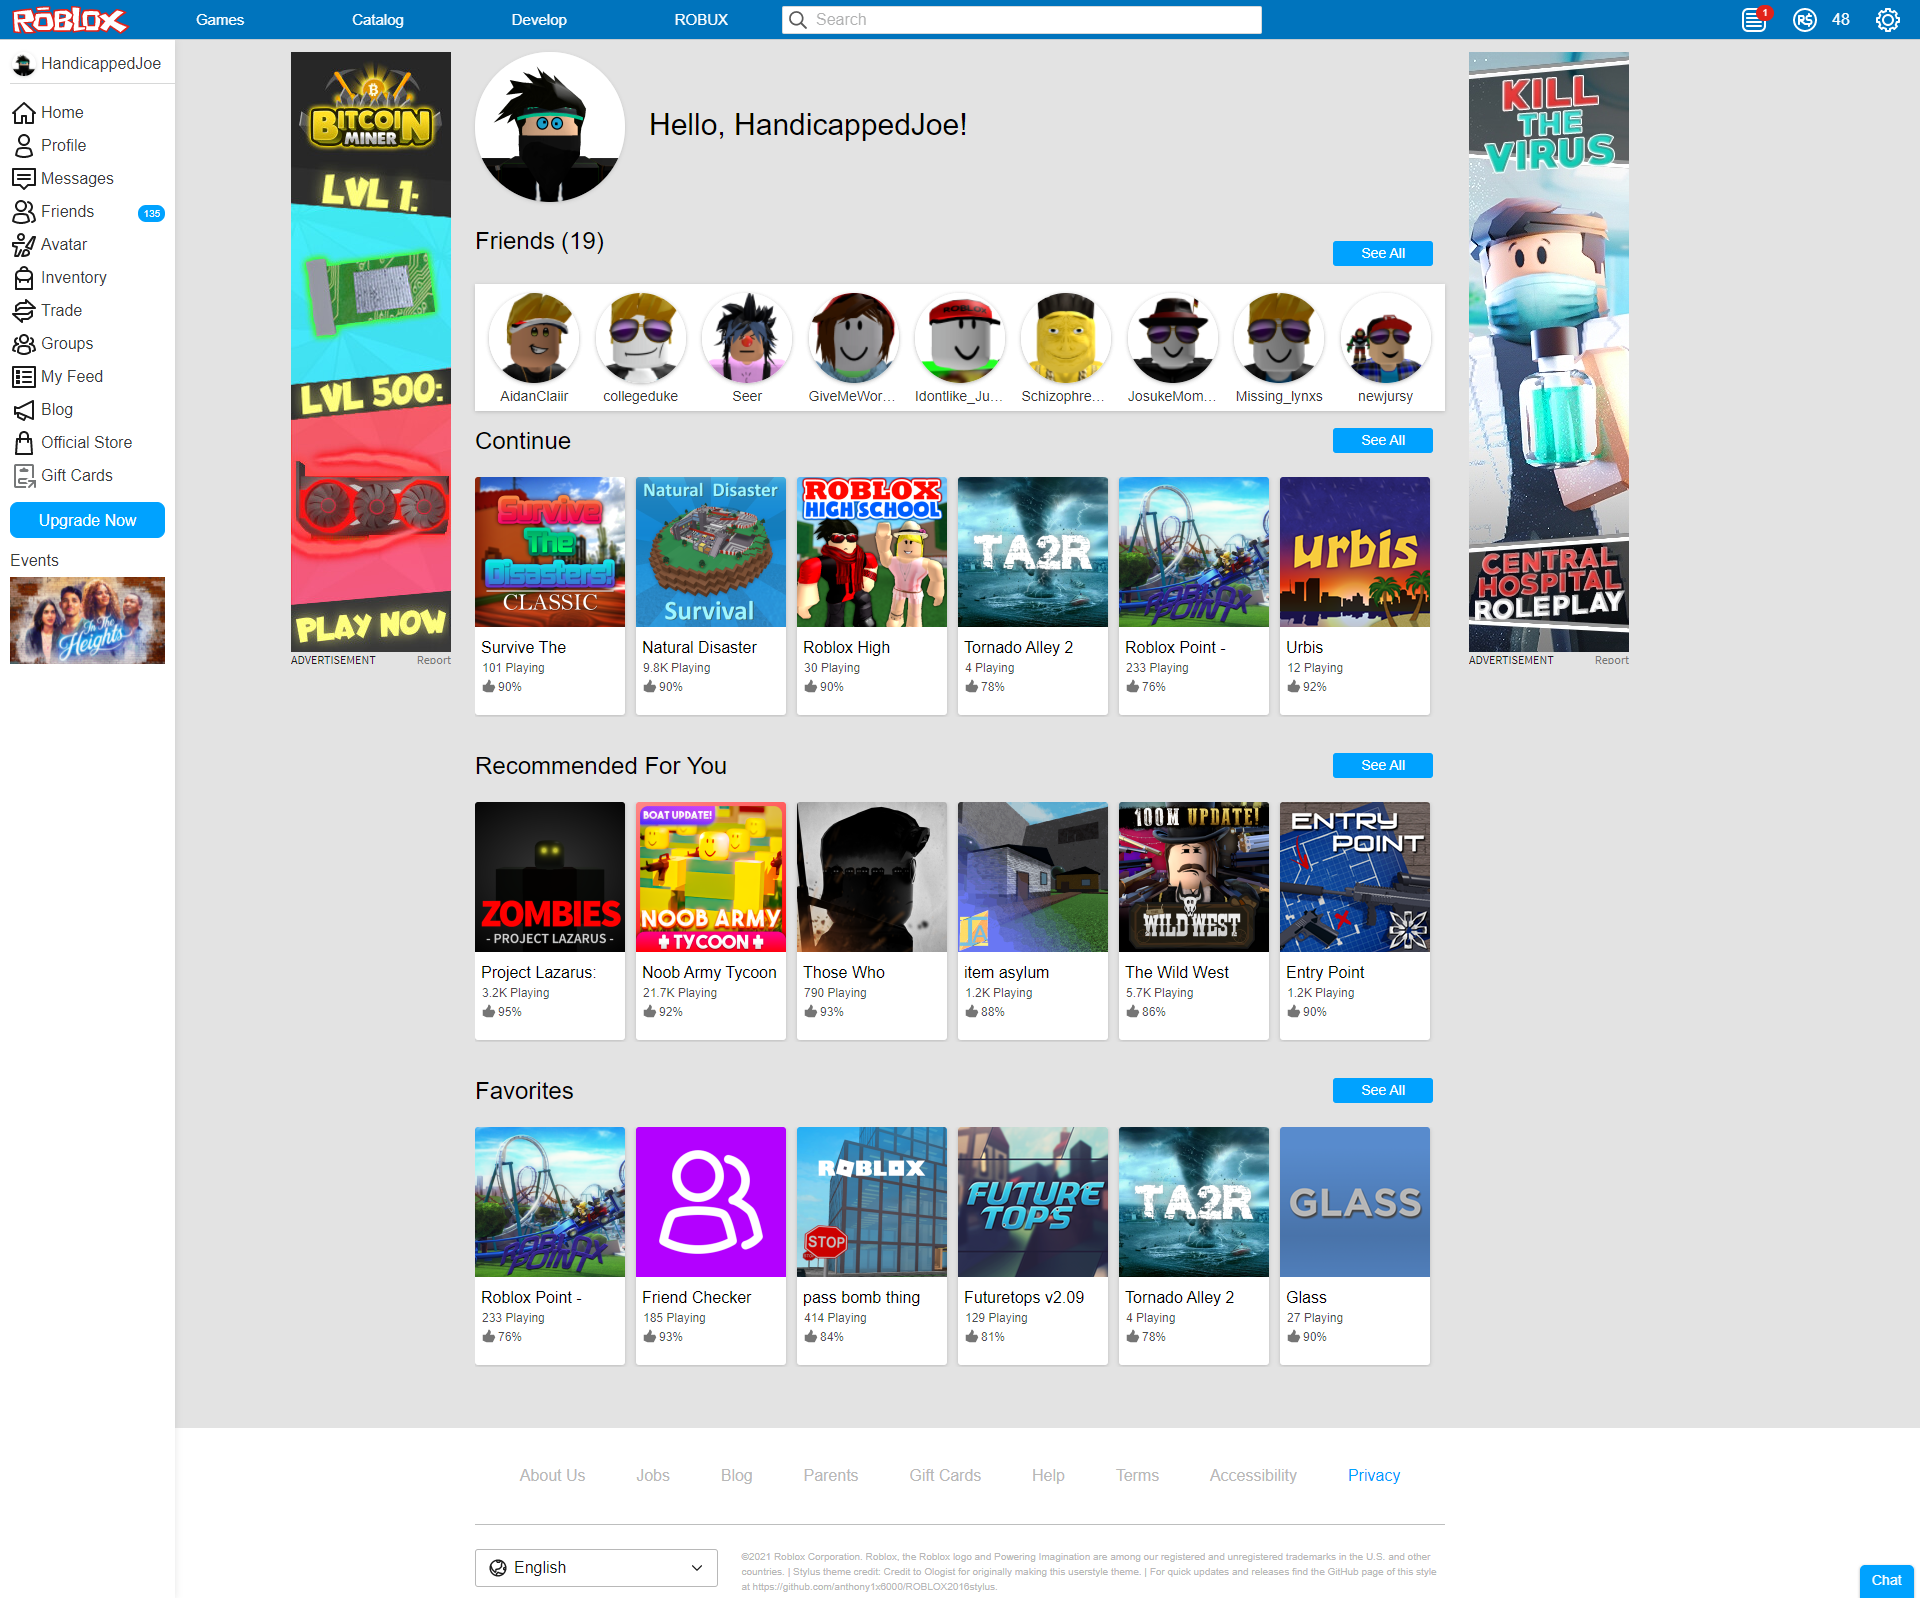 ROBLOX
Games
Catalog
Develop
ROBUX
Search
1
R$
48
HandicappedJoe
Home
Profile
Messages
Friends
135
Avatar
Inventory
Trade
Groups
My Feed
Blog
Official Store
Gift Cards
Upgrade Now
Events
In The
Heights
BITCOIN
MINER
LVL 1:
LVL 500:
PLAY NOW
ADVERTISEMENT
Report
Hello, HandicappedJoe!
Friends (19)
See All
ROBLOX
AidanClaiir
collegeduke
Seer
GiveMeWor...
Idontlike_Ju...
Schizophre...
JosukeMom...
Missing_lynxs
newjursy
Continue
See All
Survive
The
Disasters!
CLASSIC
Natural Disaster
Survival
ROBLOX
HIGH SCHOOL
TA2R
ROBLOX
POINT
urbis
Survive The
101 Playing
90%
Natural Disaster
9.8K Playing
90%
Roblox High
30 Playing
90%
Tornado Alley 2
4 Playing
78%
Roblox Point -
233 Playing
76%
Urbis
12 Playing
92%
Recommended For You
See All
ZOMBIES
- PROJECT LAZARUS -
BOAT UPDATE!
NOOB ARMY
TYCOON
IA
100M UPDATE!
WILD WEST
ENTRY
POINT
Project Lazarus:
3.2K Playing
95%
Noob Army Tycoon
21.7K Playing
92%
Those Who
790 Playing
93%
item asylum
1.2K Playing
88%
The Wild West
5.7K Playing
86%
Entry Point
1.2K Playing
90%
Favorites
See All
ROBLOX
POINT
ROBLOX
STOP
FUTURE
TOPS
TA2R
GLASS
Roblox Point -
233 Playing
76%
Friend Checker
185 Playing
93%
pass bomb thing
414 Playing
84%
Futuretops v2.09
129 Playing
81%
Tornado Alley 2
4 Playing
78%
Glass
27 Playing
90%
KILL
THE
VIRUS
CENTRAL
HOSPITAL
ROLEPLAY
ADVERTISEMENT
Report
About Us
Jobs
Blog
Parents
Gift Cards
Help
Terms
Accessibility
Privacy
English
©2021 Roblox Corporation. Roblox, the Roblox logo and Powering Imagination are among our registered and unregistered trademarks in the U.S. and other
countries. | Stylus theme credit: Credit to Ologist for originally making this userstyle theme. | For quick updates and releases find the GitHub page of this style
at https://github.com/anthony1x6000/ROBLOX2016stylus.
Chat